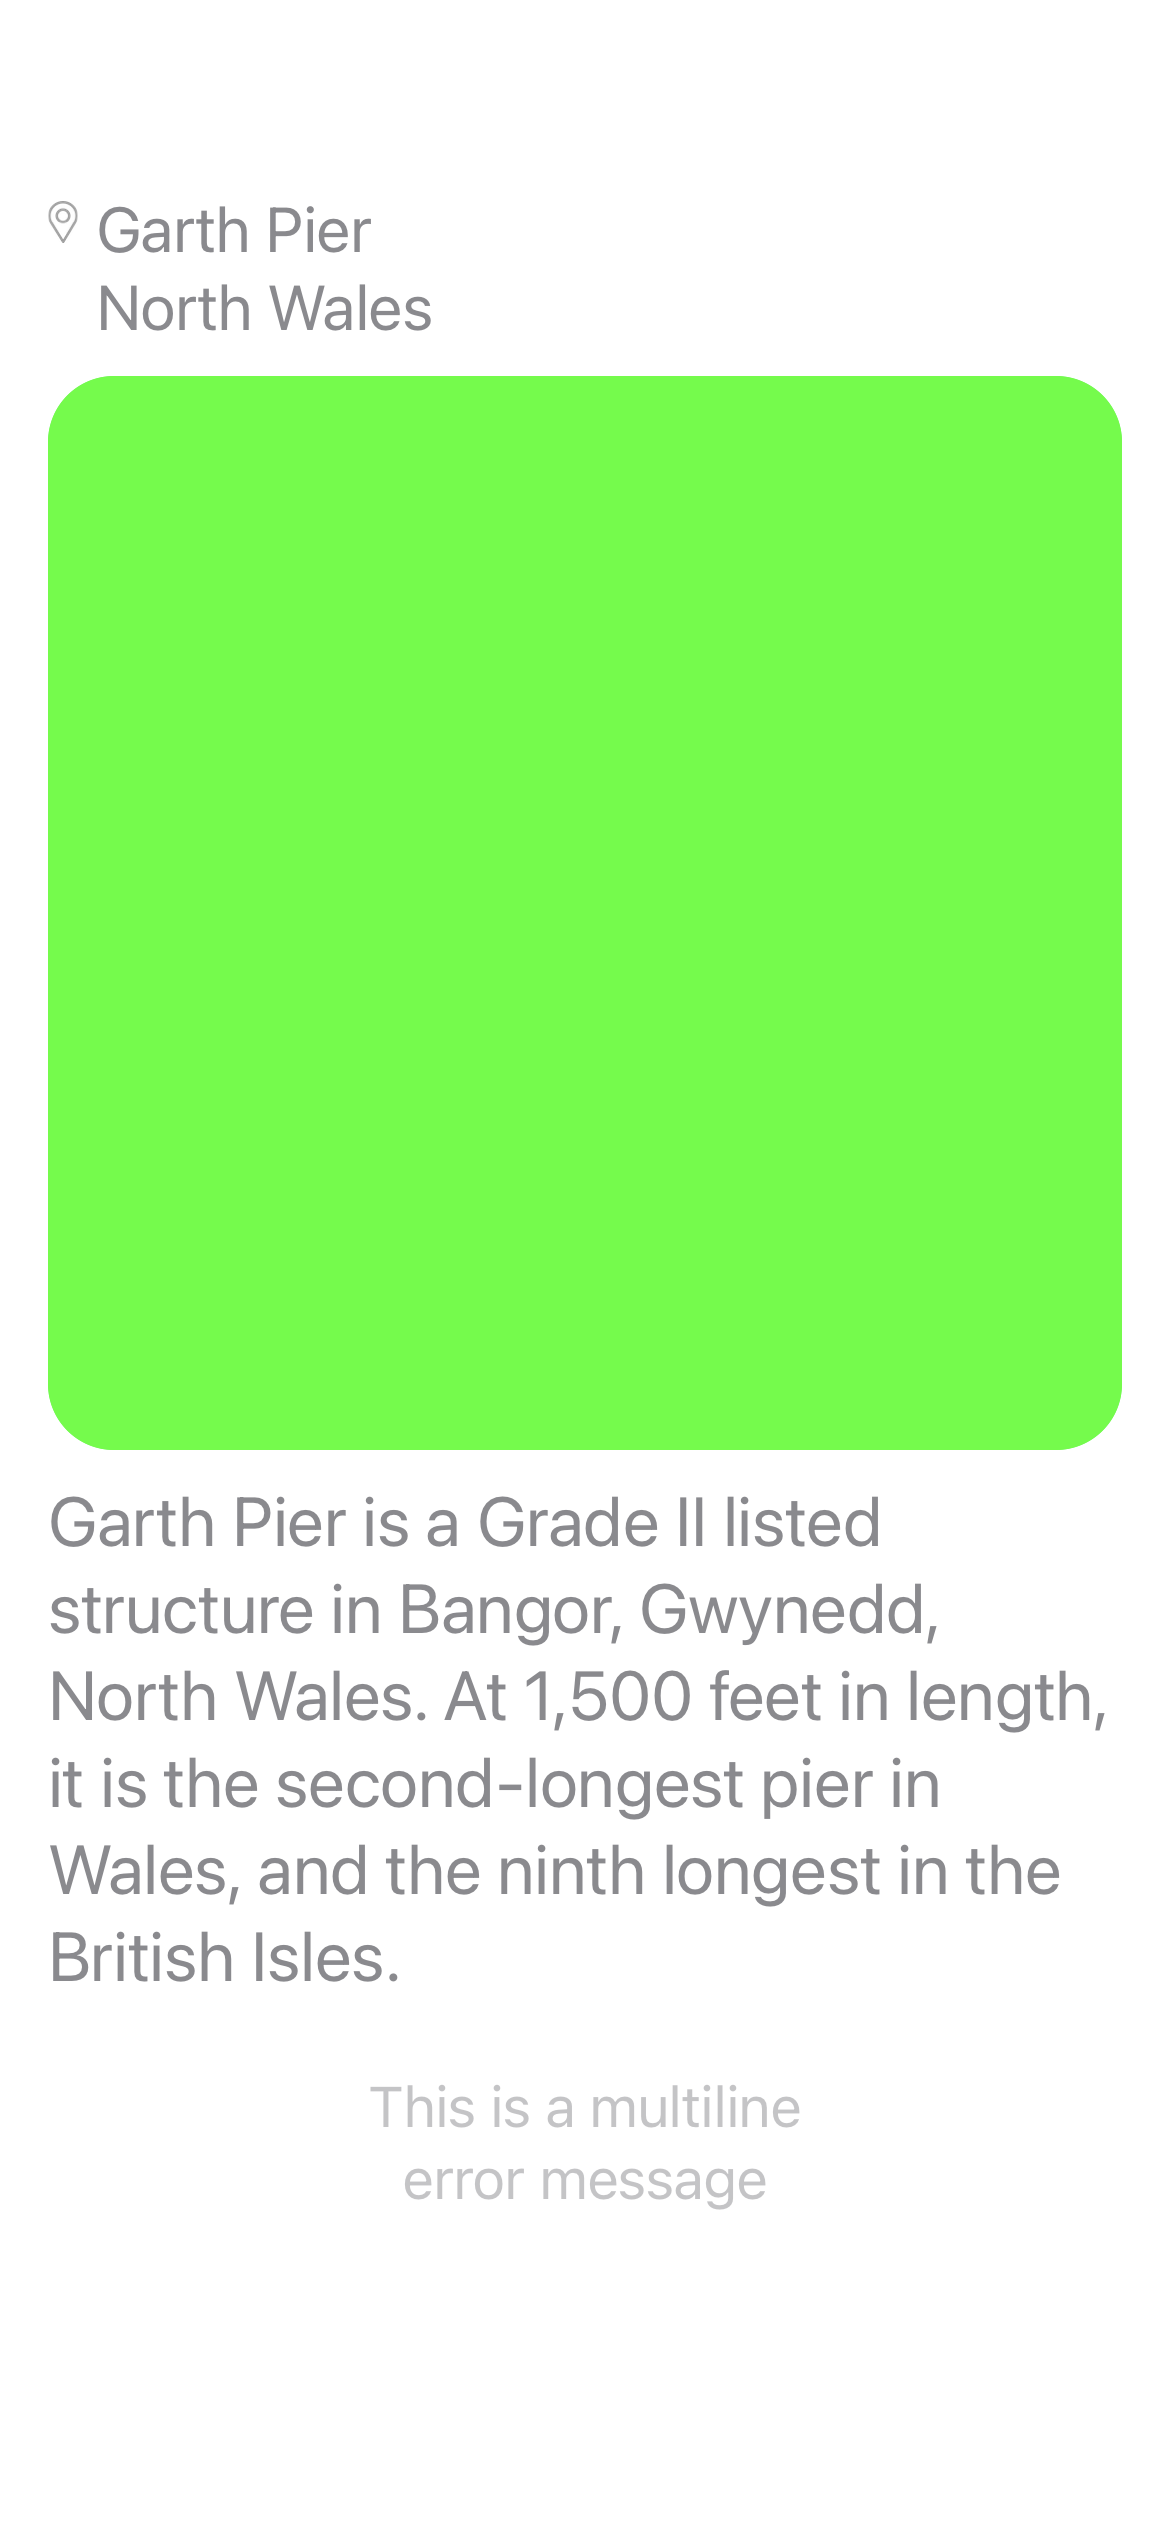 Garth Pier
North Wales
Garth Pier is a Grade II listed
structure in Bangor, Gwynedd,
North Wales. At 1,500 feet in length,
it is the second-longest pier in
Wales, and the ninth longest in the
British Isles.
This is a multiline
error message